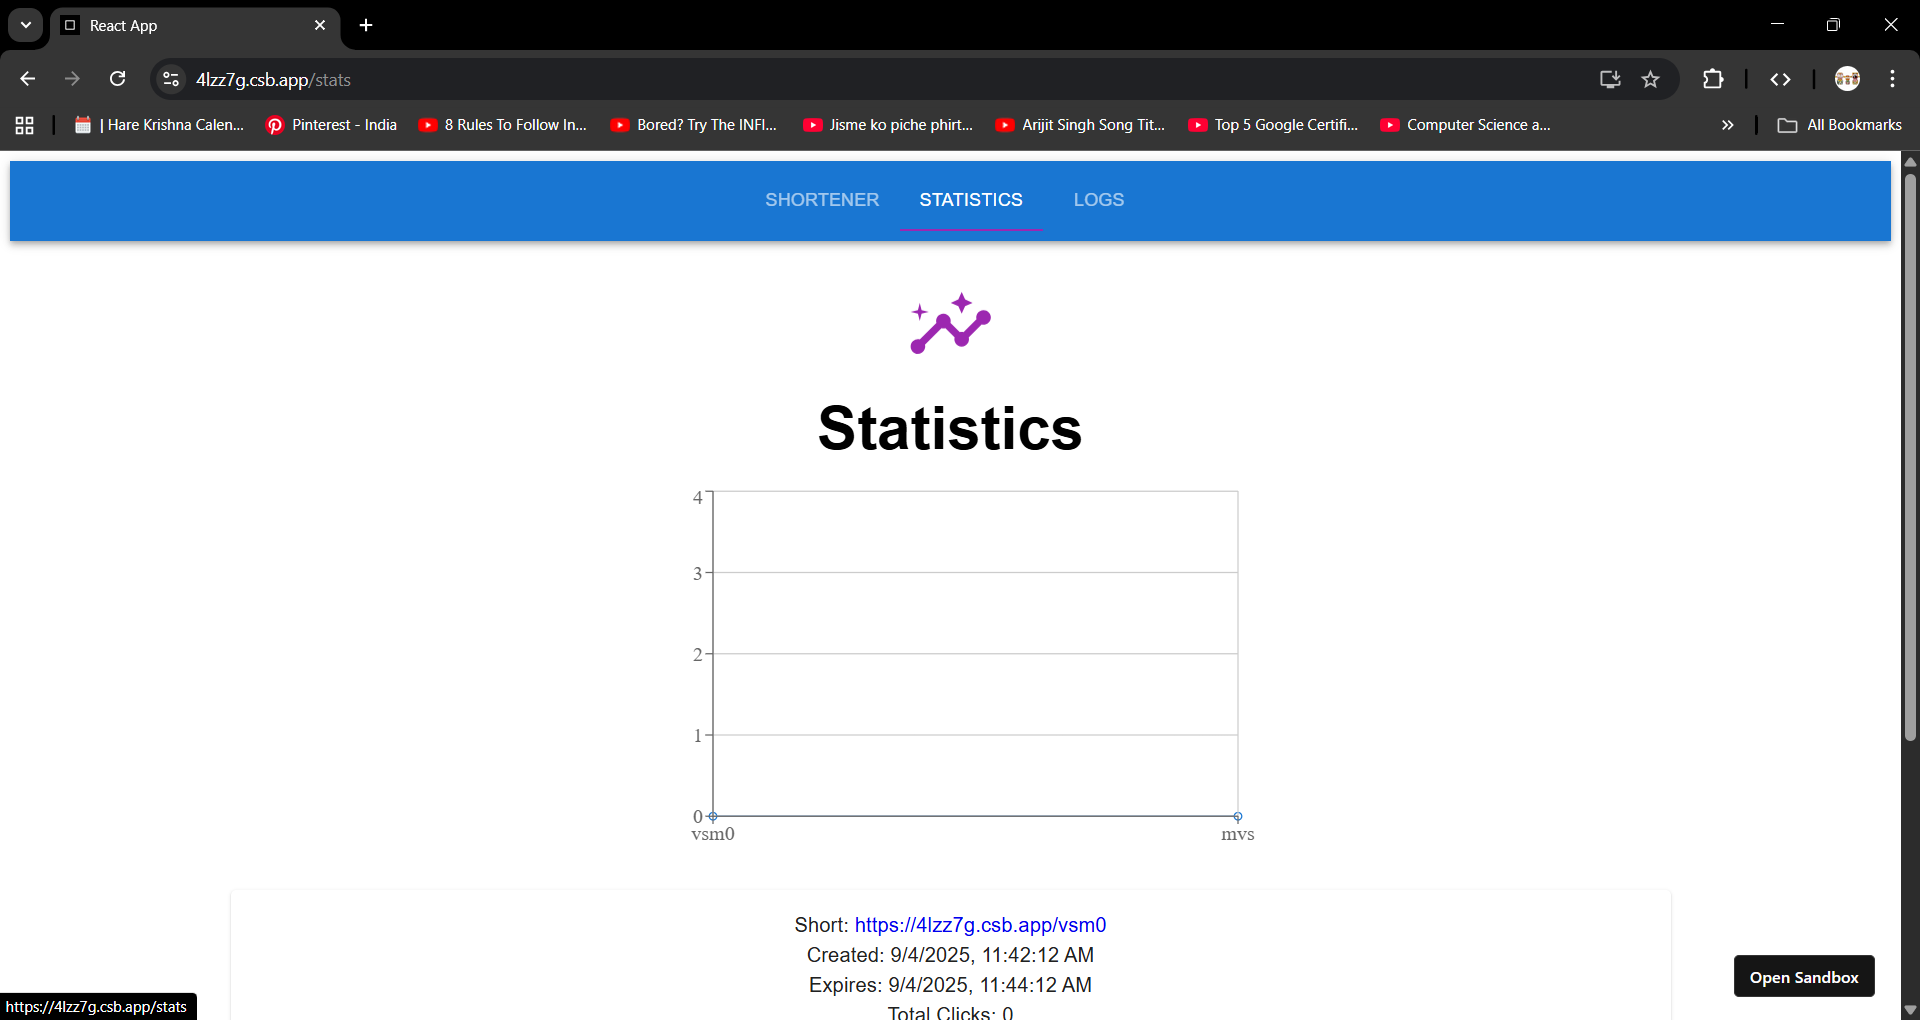 React App
4lzz7g.csb.app/stats
| Hare Krishna Calen...
Pinterest - India
8 Rules To Follow In...
Bored? Try The INFI...
Jisme ko piche phirt...
Arijit Singh Song Tit...
Top 5 Google Certifi...
Computer Science a...
All Bookmarks
SHORTENER
STATISTICS
LOGS
Statistics
4
3
2
1
0
vsm0
mvs
Short: https://4lzz7g.csb.app/vsm0
Created: 9/4/2025, 11:42:12 AM
Expires: 9/4/2025, 11:44:12 AM
Total Clicks: 0
Open Sandbox
https://4lzz7g.csb.app/stats